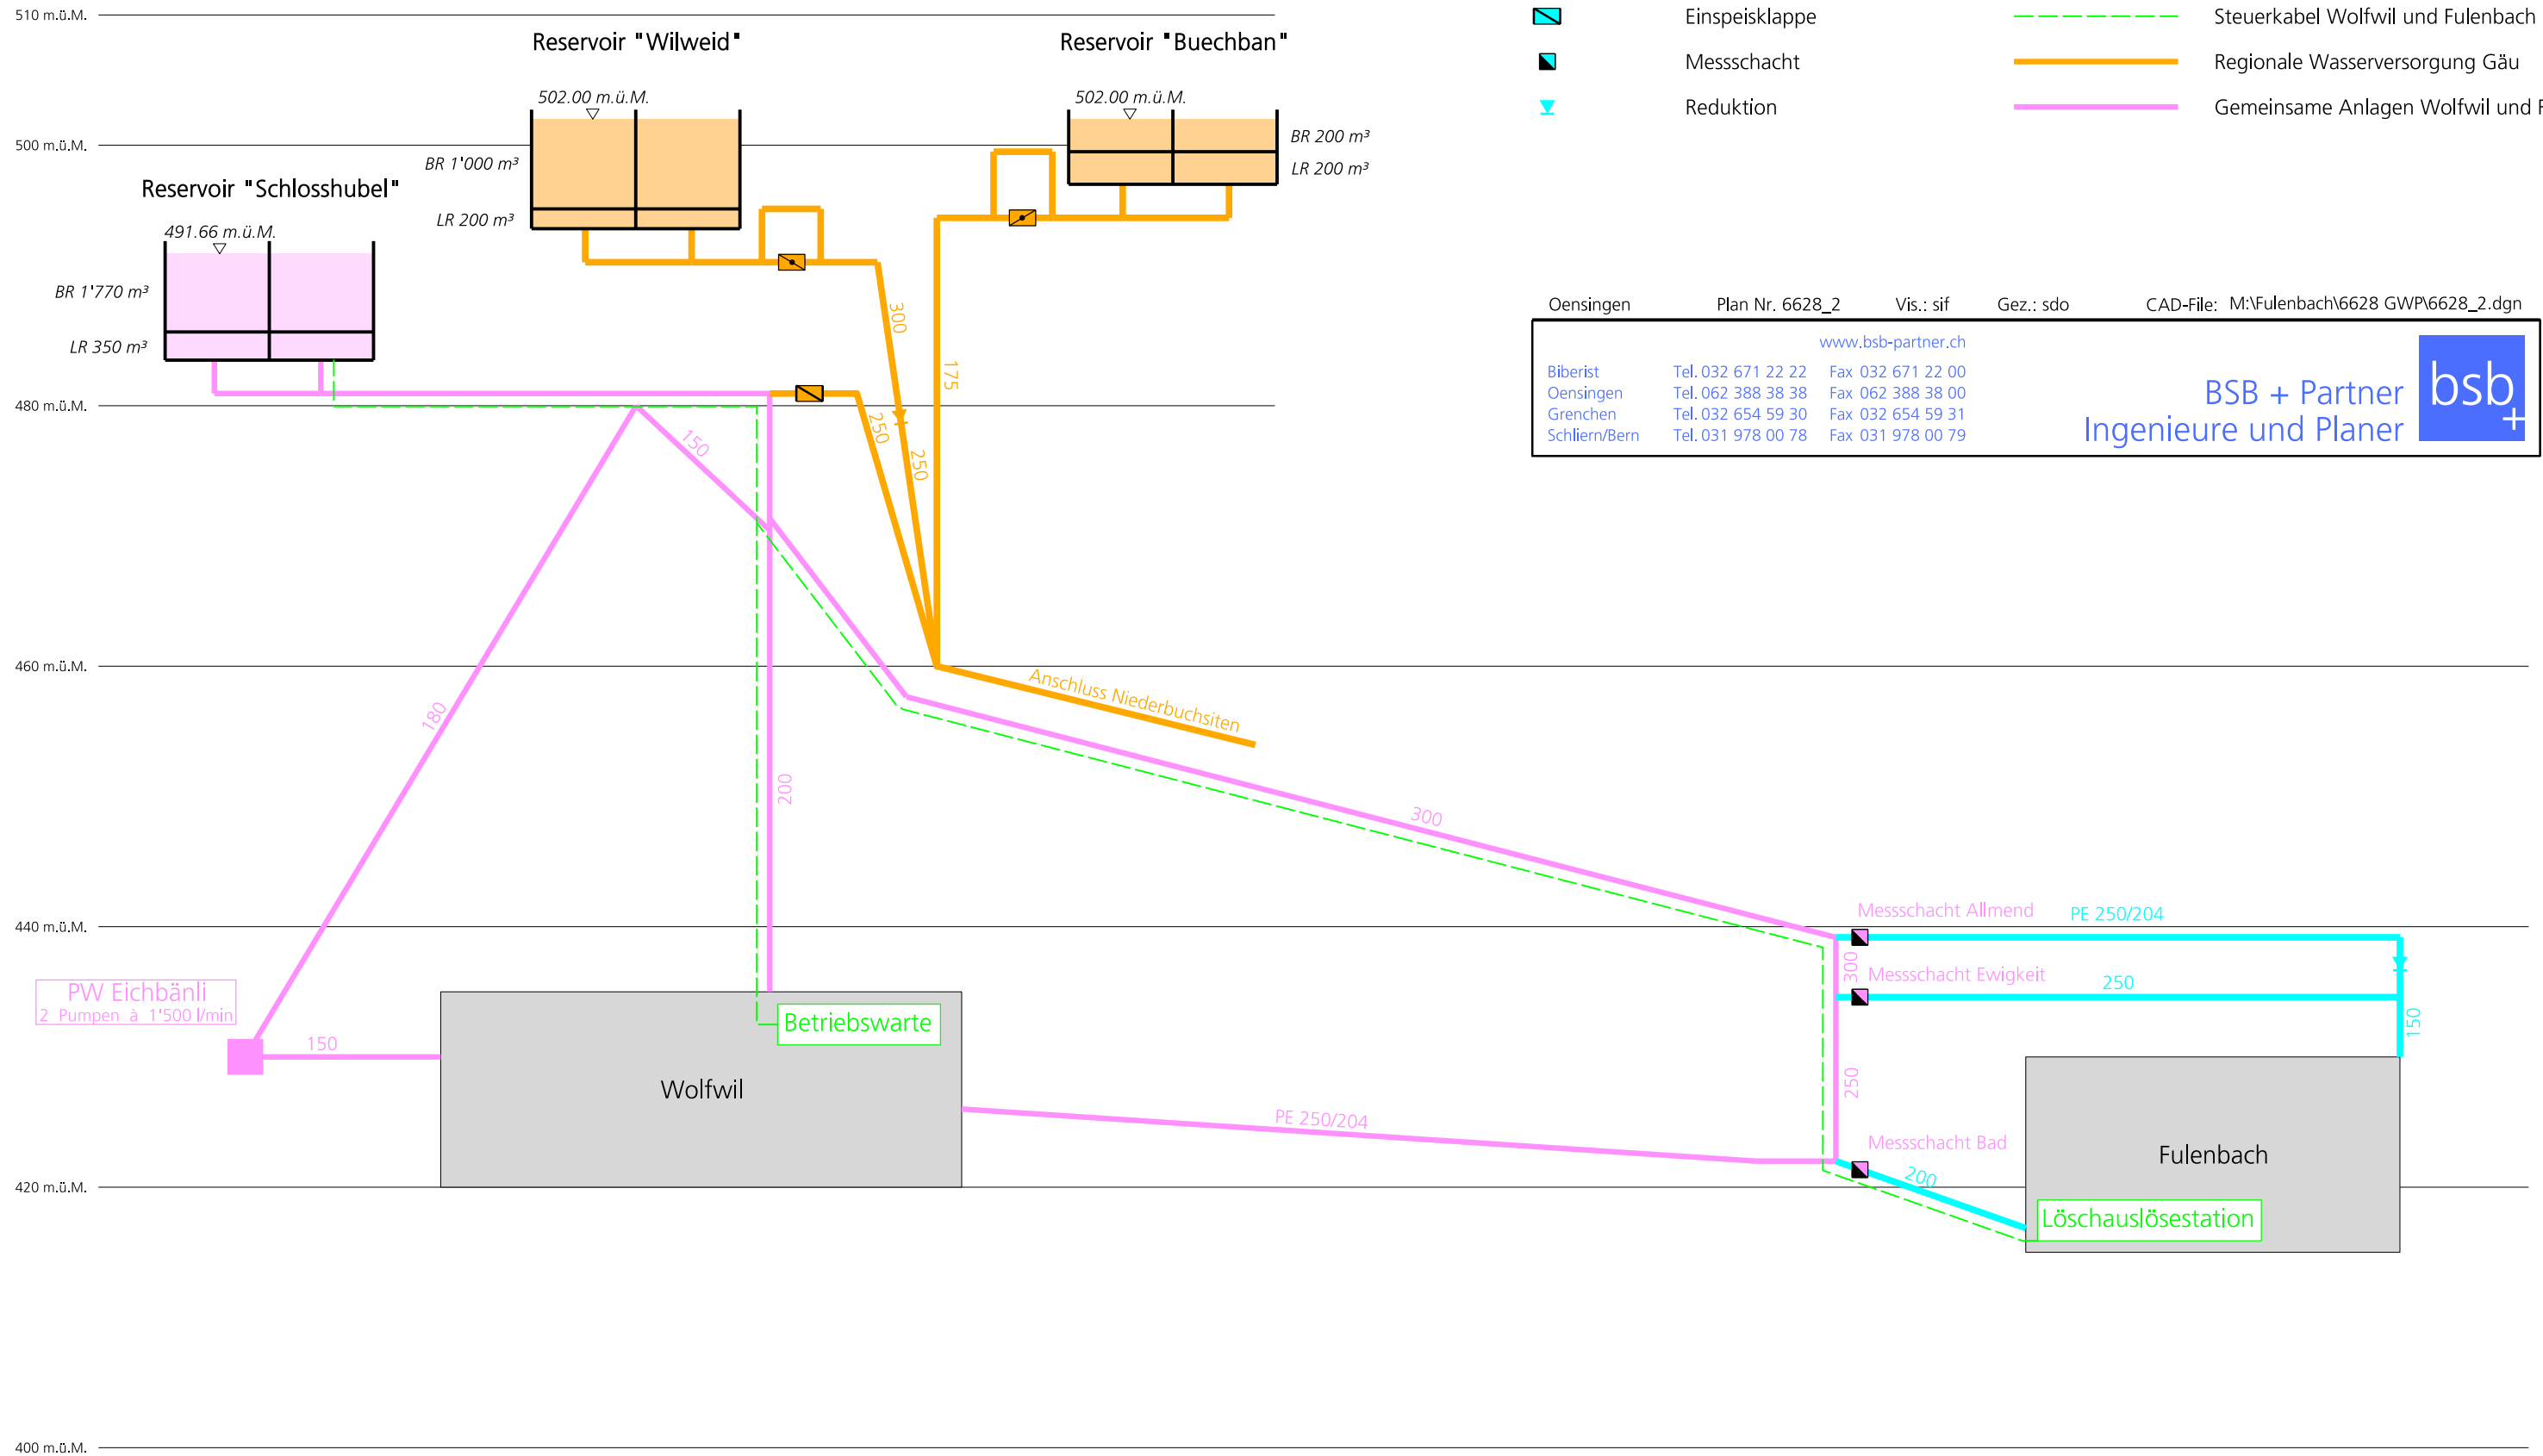 510 m.ü.M.
Einspeisklappe
Steuerkabel Wolfwil und Fulenbach
Reservoir "Wilweid"
Reservoir "Buechban"
Messschacht
Regionale Wasserversorgung Gäu
502.00 m.ü.M.
502.00 m.ü.M.
Reduktion
Gemeinsame Anlagen Wolfwil und F
500 m.ü.M.
BR 1'000 m³
BR 200 m³
LR 200 m³
Reservoir "Schlosshubel"
LR 200 m³
491.66 m.ü.M.
BR 1'770 m³
LR 350 m³
300
175
250
250
150
Oensingen Plan Nr. 6628_2 Vis.: sif Gez.: sdo CAD-File: M:\Fulenbach\6628 GWP\6628_2.dgn
www.bsb-partner.ch
Biberist Tel. 032 671 22 22 Fax 032 671 22 00
Oensingen Tel. 062 388 38 38 Fax 062 388 38 00
Grenchen Tel. 032 654 59 30 Fax 032 654 59 31
Schliern/Bern Tel. 031 978 00 78 Fax 031 978 00 79
BSB + Partner
Ingenieure und Planer
bsb
+
480 m.ü.M.
460 m.ü.M.
Anschluss Niederbuchsiten
180
200
300
440 m.ü.M.
Messschacht Allmend
PE 250/204
300
Messschacht Ewigkeit
250
150
PW Eichbänli
2 Pumpen à 1'500 l/min
150
Betriebswarte
Wolfwil
250
PE 250/204
Messschacht Bad
200
Fulenbach
420 m.ü.M.
Löschauslösestation
400 m.ü.M.